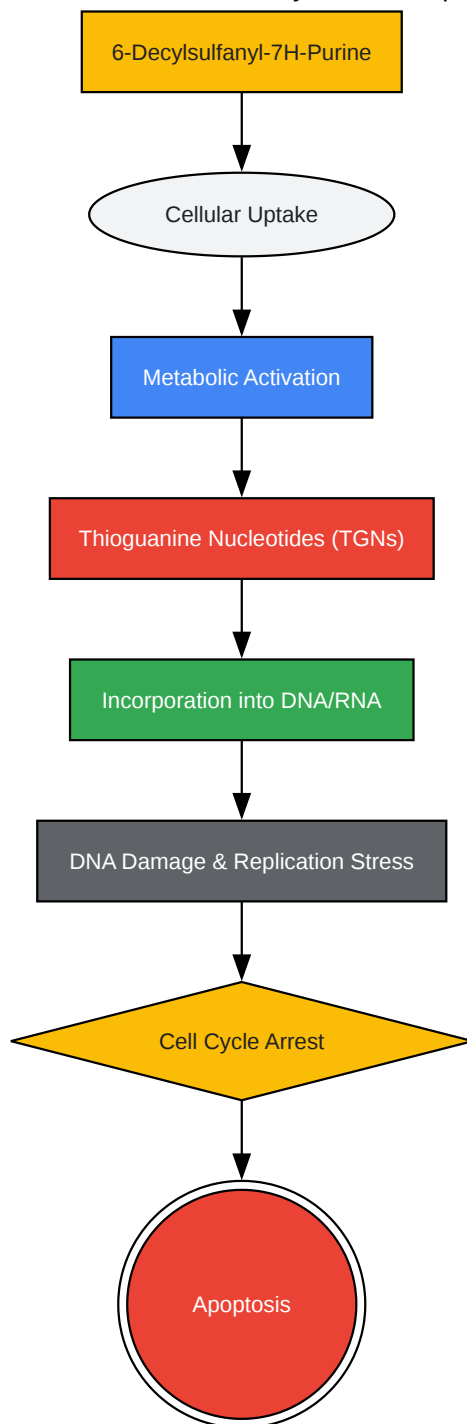 6-Decylsulfanyl-7H-Purine
Cellular Uptake
Metabolic Activation
Thioguanine Nucleotides (TGNs)
Incorporation into DNA/RNA
DNA Damage & Replication Stress
Cell Cycle Arrest
Apoptosis